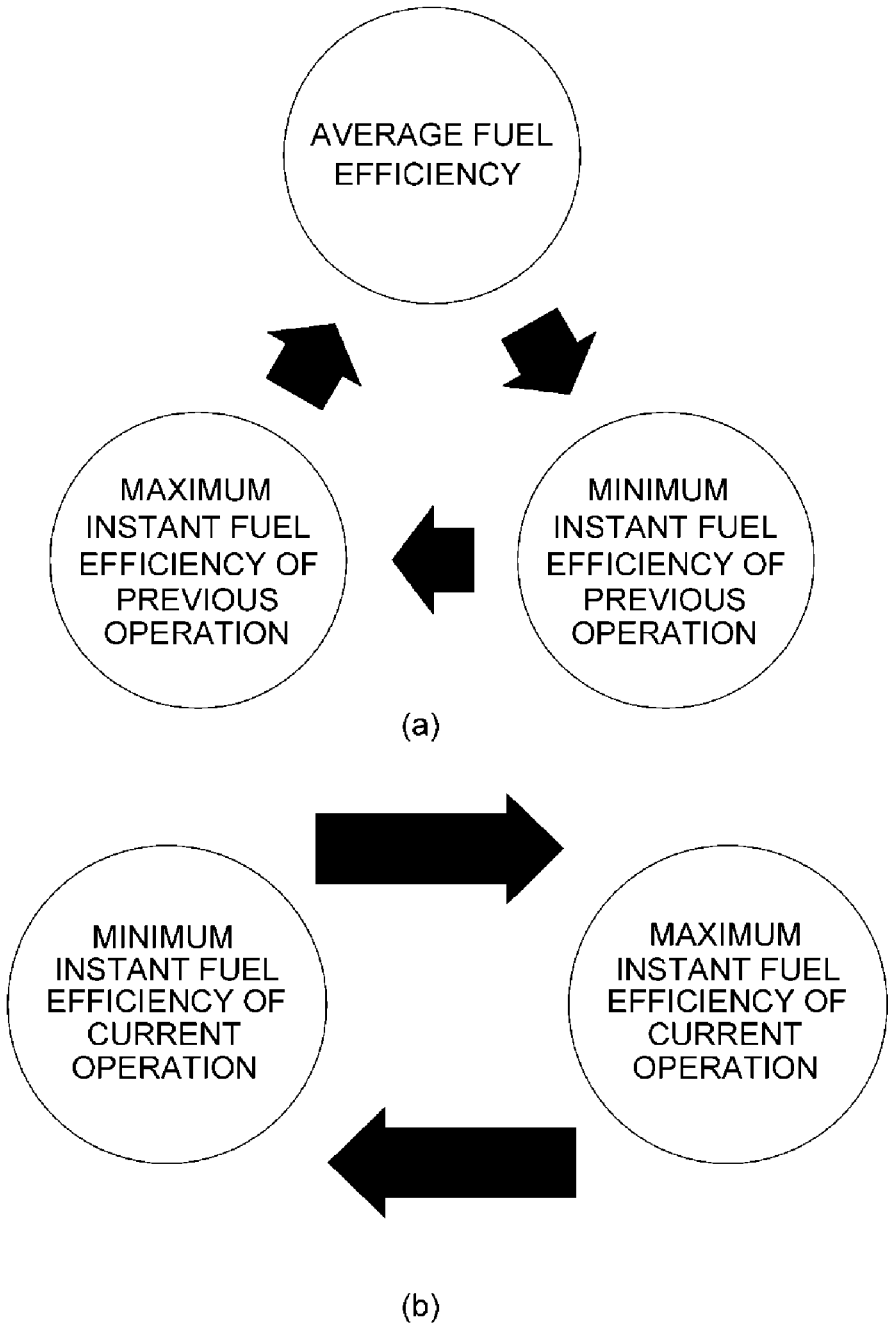 AVERAGE FUEL
EFFICIENCY
MAXIMUM
INSTANT FUEL
EFFICIENCY OF
PREVIOUS
OPERATION
MINIMUM
INSTANT FUEL
EFFICIENCY OF
PREVIOUS
OPERATION
(a)
MINIMUM
INSTANT FUEL
EFFICIENCY OF
CURRENT
OPERATION
MAXIMUM
INSTANT FUEL
EFFICIENCY OF
CURRENT
OPERATION
(b)